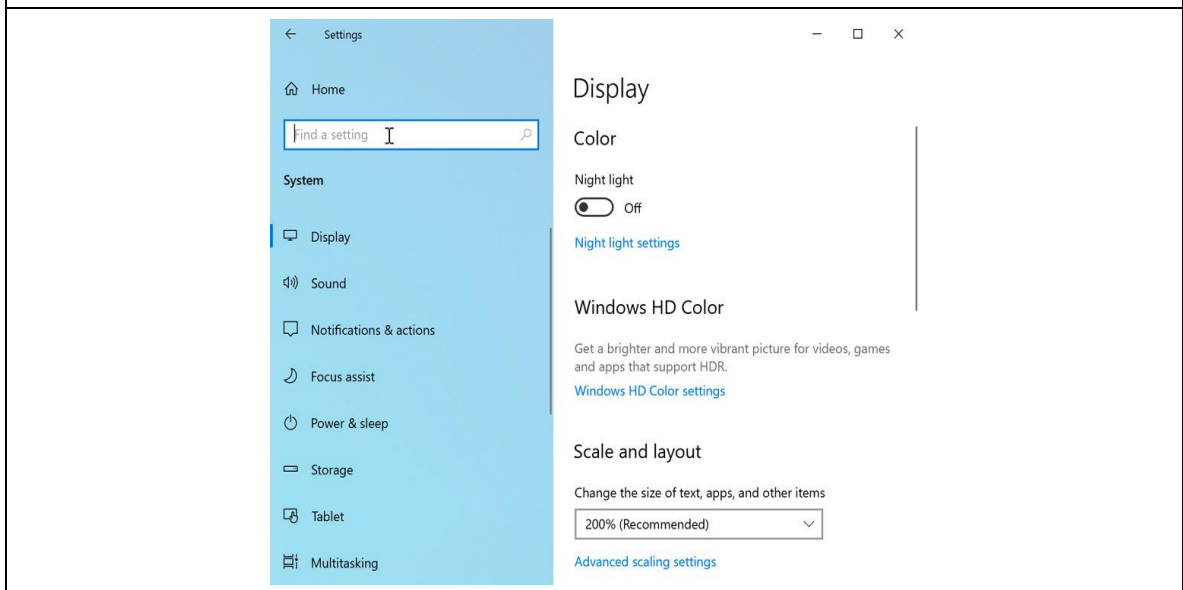 Settings
Home
Find a setting
System
Display
Sound
Notifications & actions
Focus assist
Power & sleep
Storage
Tablet
Multitasking
Display
Color
Night light
Off
Night light settings
Windows HD Color
Get a brighter and more vibrant picture for videos, games
and apps that support HDR.
Windows HD Color settings
Scale and layout
Change the size of text, apps, and other items
200% (Recommended)
Advanced scaling settings